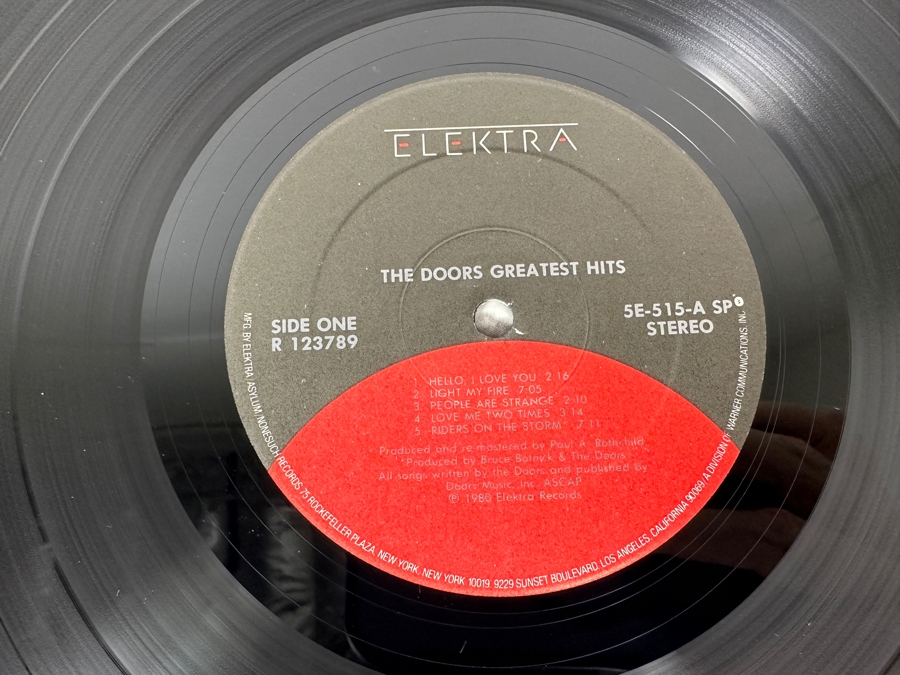 ELEKTRA
THE DOORS GREATEST HITS
SIDE ONE
R 123789
5E-515-A SP
STEREO
1 HELLO, I LOVE YOU 2:16
2 LIGHT MY FIRE 7:05
3 PEOPLE ARE STRANGE 2:10
4 LOVE ME TWO TIMES 3:14
5 RIDERS ON THE STORM* 7:11
Produced and re-mastered by Paul A. Rothchild
*Produced by Bruce Botnick & The Doors
All songs written by the Doors and published by
Doors Music, Inc. ASCAP
℗ 1980 Elektra Records
MFG. BY ELEKTRA/ASYLUM/NONESUCH RECORDS 75 ROCKEFELLER PLAZA, NEW YORK, NEW YORK 10019. 9229 SUNSET BOULEVARD, LOS ANGELES, CALIFORNIA 90069/A DIVISION OF WARNER COMMUNICATIONS, INC.